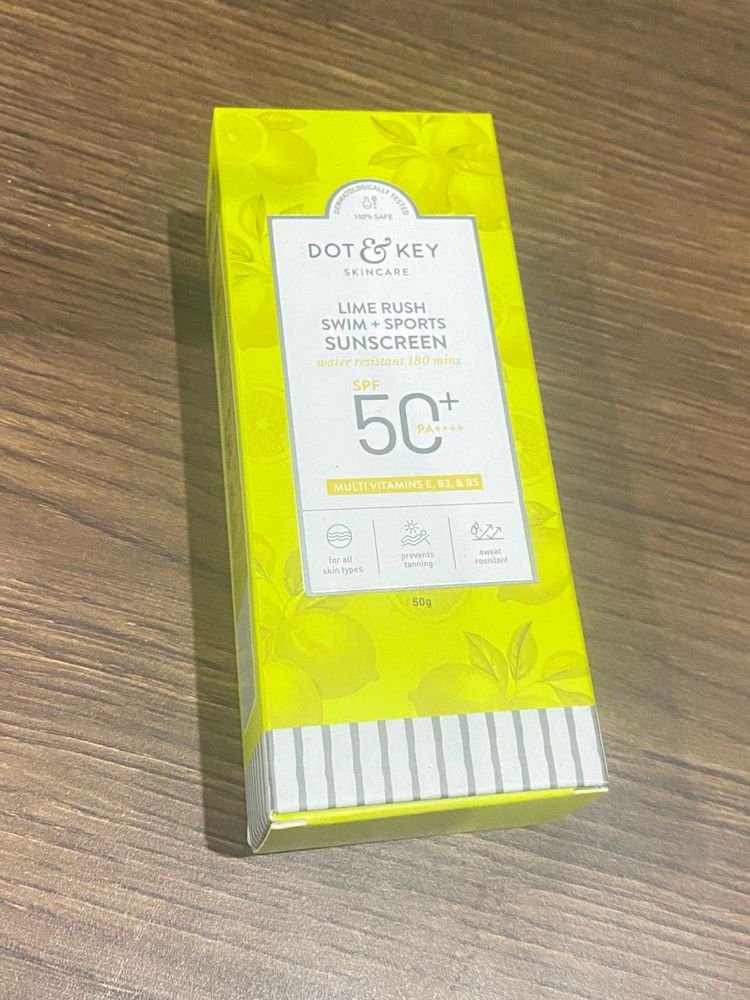 DERMATOLOGICALLY TESTED
100% SAFE
DOT & KEY
SKINCARE
LIME RUSH
SWIM + SPORTS
SUNSCREEN
water resistant 180 mins
SPF
50+
PA++++
MULTI VITAMINS E, B3, & B5
for all
skin types
prevents
tanning
sweat
resistant
50g